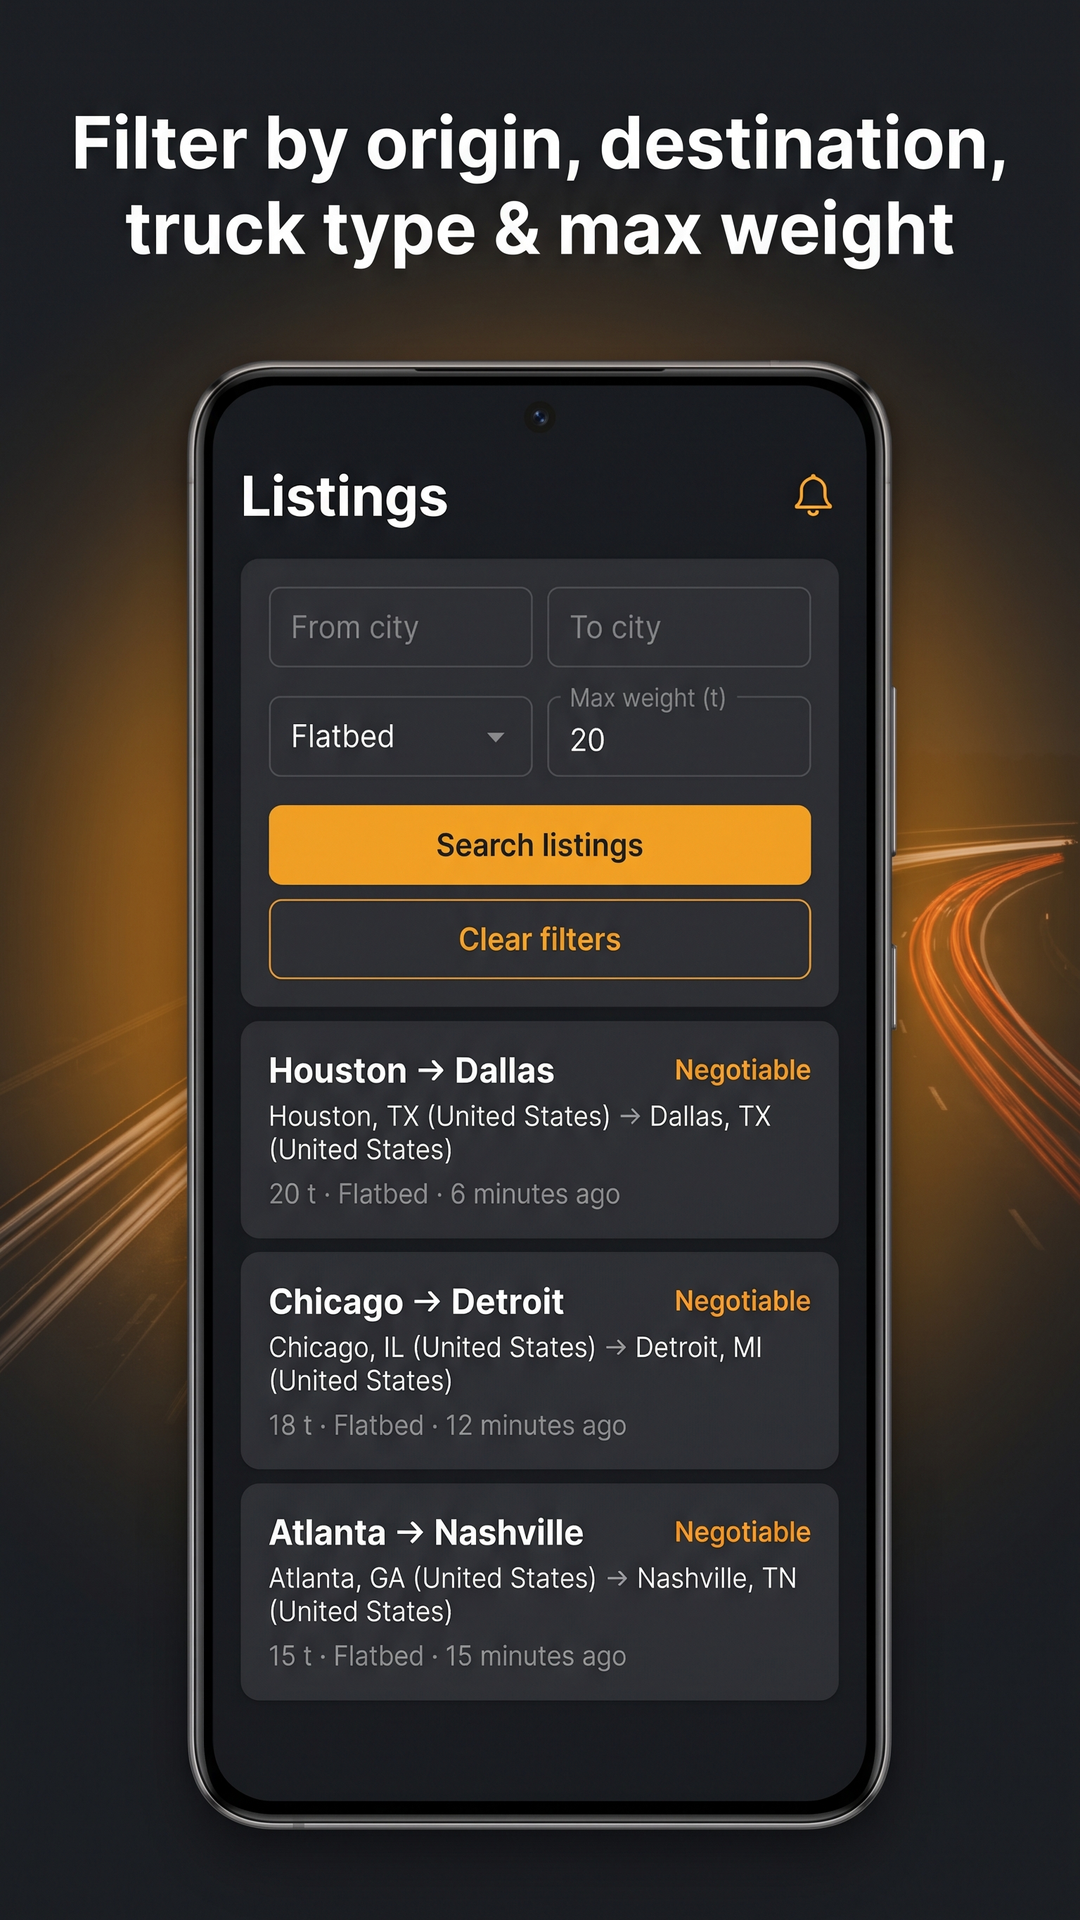 Filter by origin, destination,
truck type & max weight
Listings
From city
To city
Flatbed
Max weight (t)
20
Search listings
Clear filters
Houston → Dallas
Negotiable
Houston, TX (United States) → Dallas, TX
(United States)
20 t · Flatbed · 6 minutes ago
Chicago → Detroit
Negotiable
Chicago, IL (United States) → Detroit, MI
(United States)
18 t · Flatbed · 12 minutes ago
Atlanta → Nashville
Negotiable
Atlanta, GA (United States) → Nashville, TN
(United States)
15 t · Flatbed · 15 minutes ago